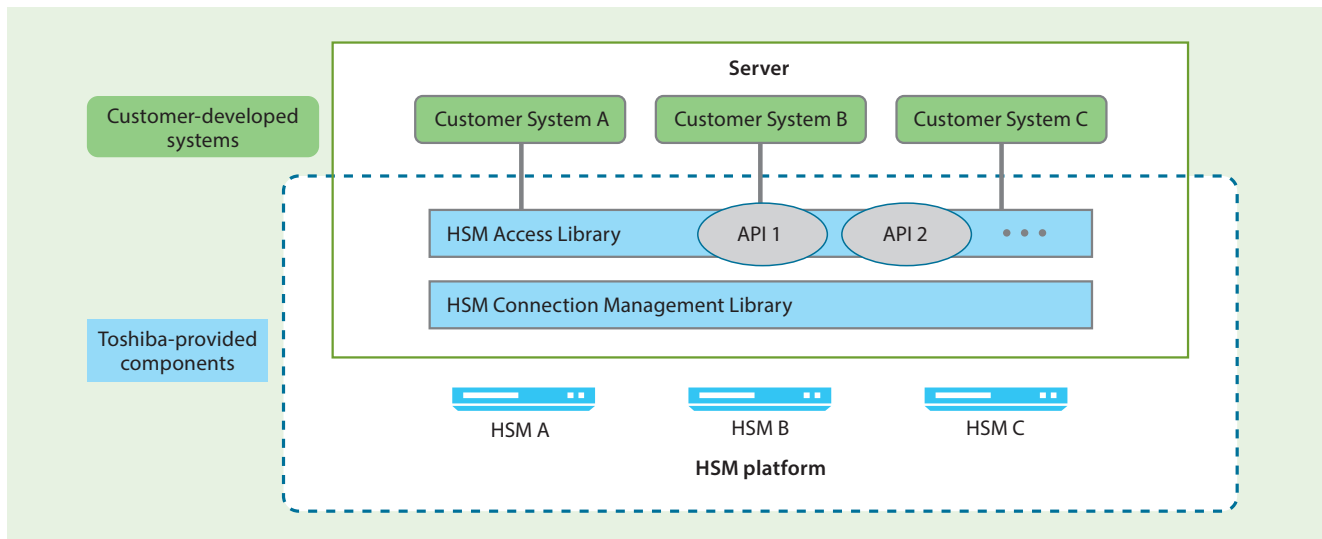 Server
Customer-developed
systems
Customer System A
Customer System B
Customer System C
HSM Access Library
API 1
API 2
• • •
HSM Connection Management Library
Toshiba-provided
components
HSM A
HSM B
HSM C
HSM platform